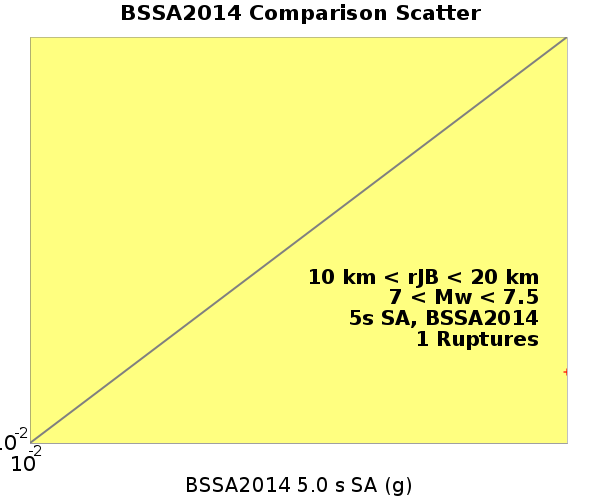 BSSA2014 Comparison Scatter
10 km < rJB < 20 km
7 < Mw < 7.5
5s SA, BSSA2014
1 Ruptures
10-2
10-2
BSSA2014 5.0 s SA (g)